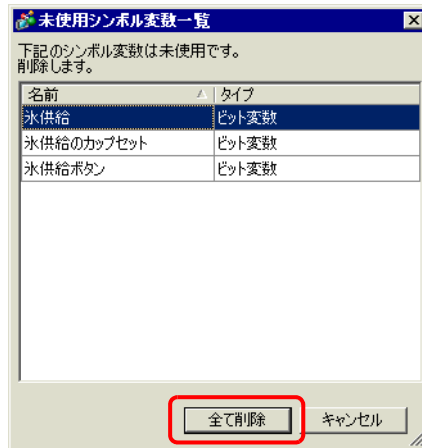 未使用シンボル変数一覧
下記のシンボル変数は未使用です。
削除します。
名前 タイプ
氷供給 ビット変数
氷供給のカップセット ビット変数
氷供給ボタン ビット変数
全て削除 キャンセル